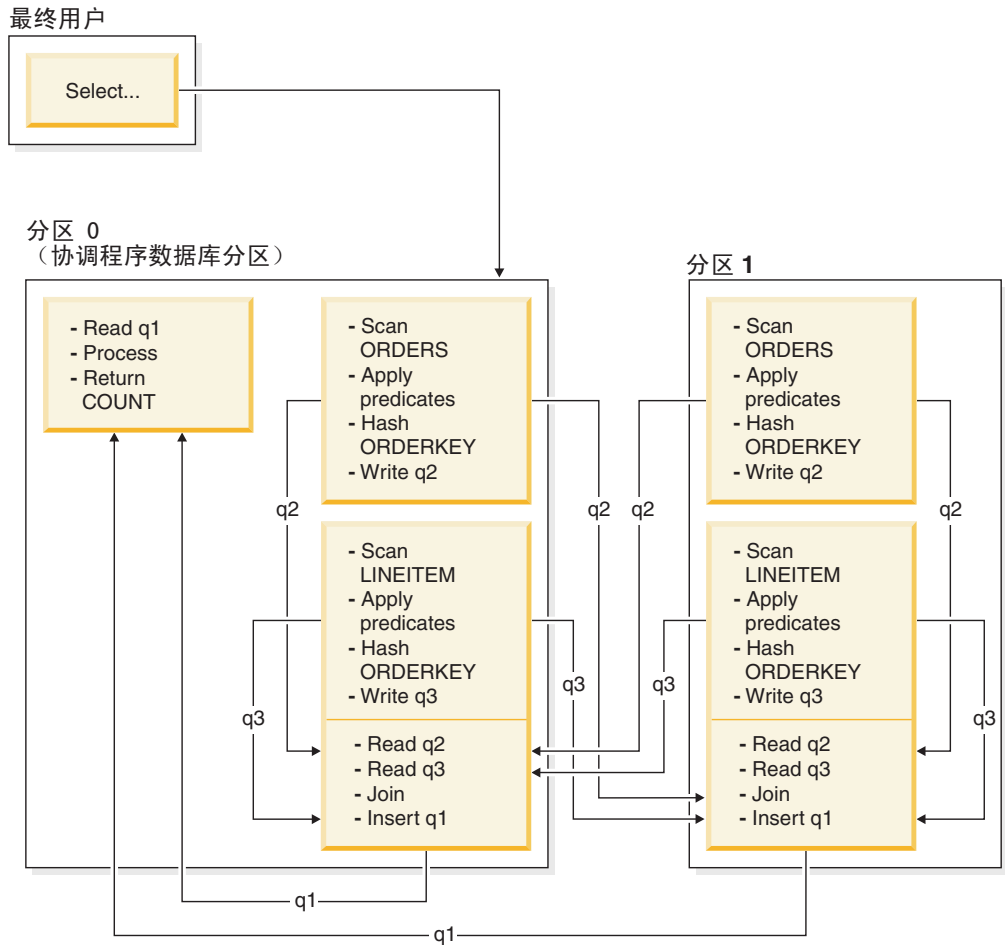 最终用户
Select...
分区 0
（协调程序数据库分区）
分区 1
- Read q1
- Process
- Return
COUNT
- Scan
ORDERS
- Apply
predicates
- Hash
ORDERKEY
- Write q2
- Scan
ORDERS
- Apply
predicates
- Hash
ORDERKEY
- Write q2
q2
q2
q2
q2
- Scan
LINEITEM
- Apply
predicates
- Hash
ORDERKEY
- Write q3
- Scan
LINEITEM
- Apply
predicates
- Hash
ORDERKEY
- Write q3
q3
q3
q3
q3
- Read q2
- Read q3
- Join
- Insert q1
- Read q2
- Read q3
- Join
- Insert q1
q1
q1